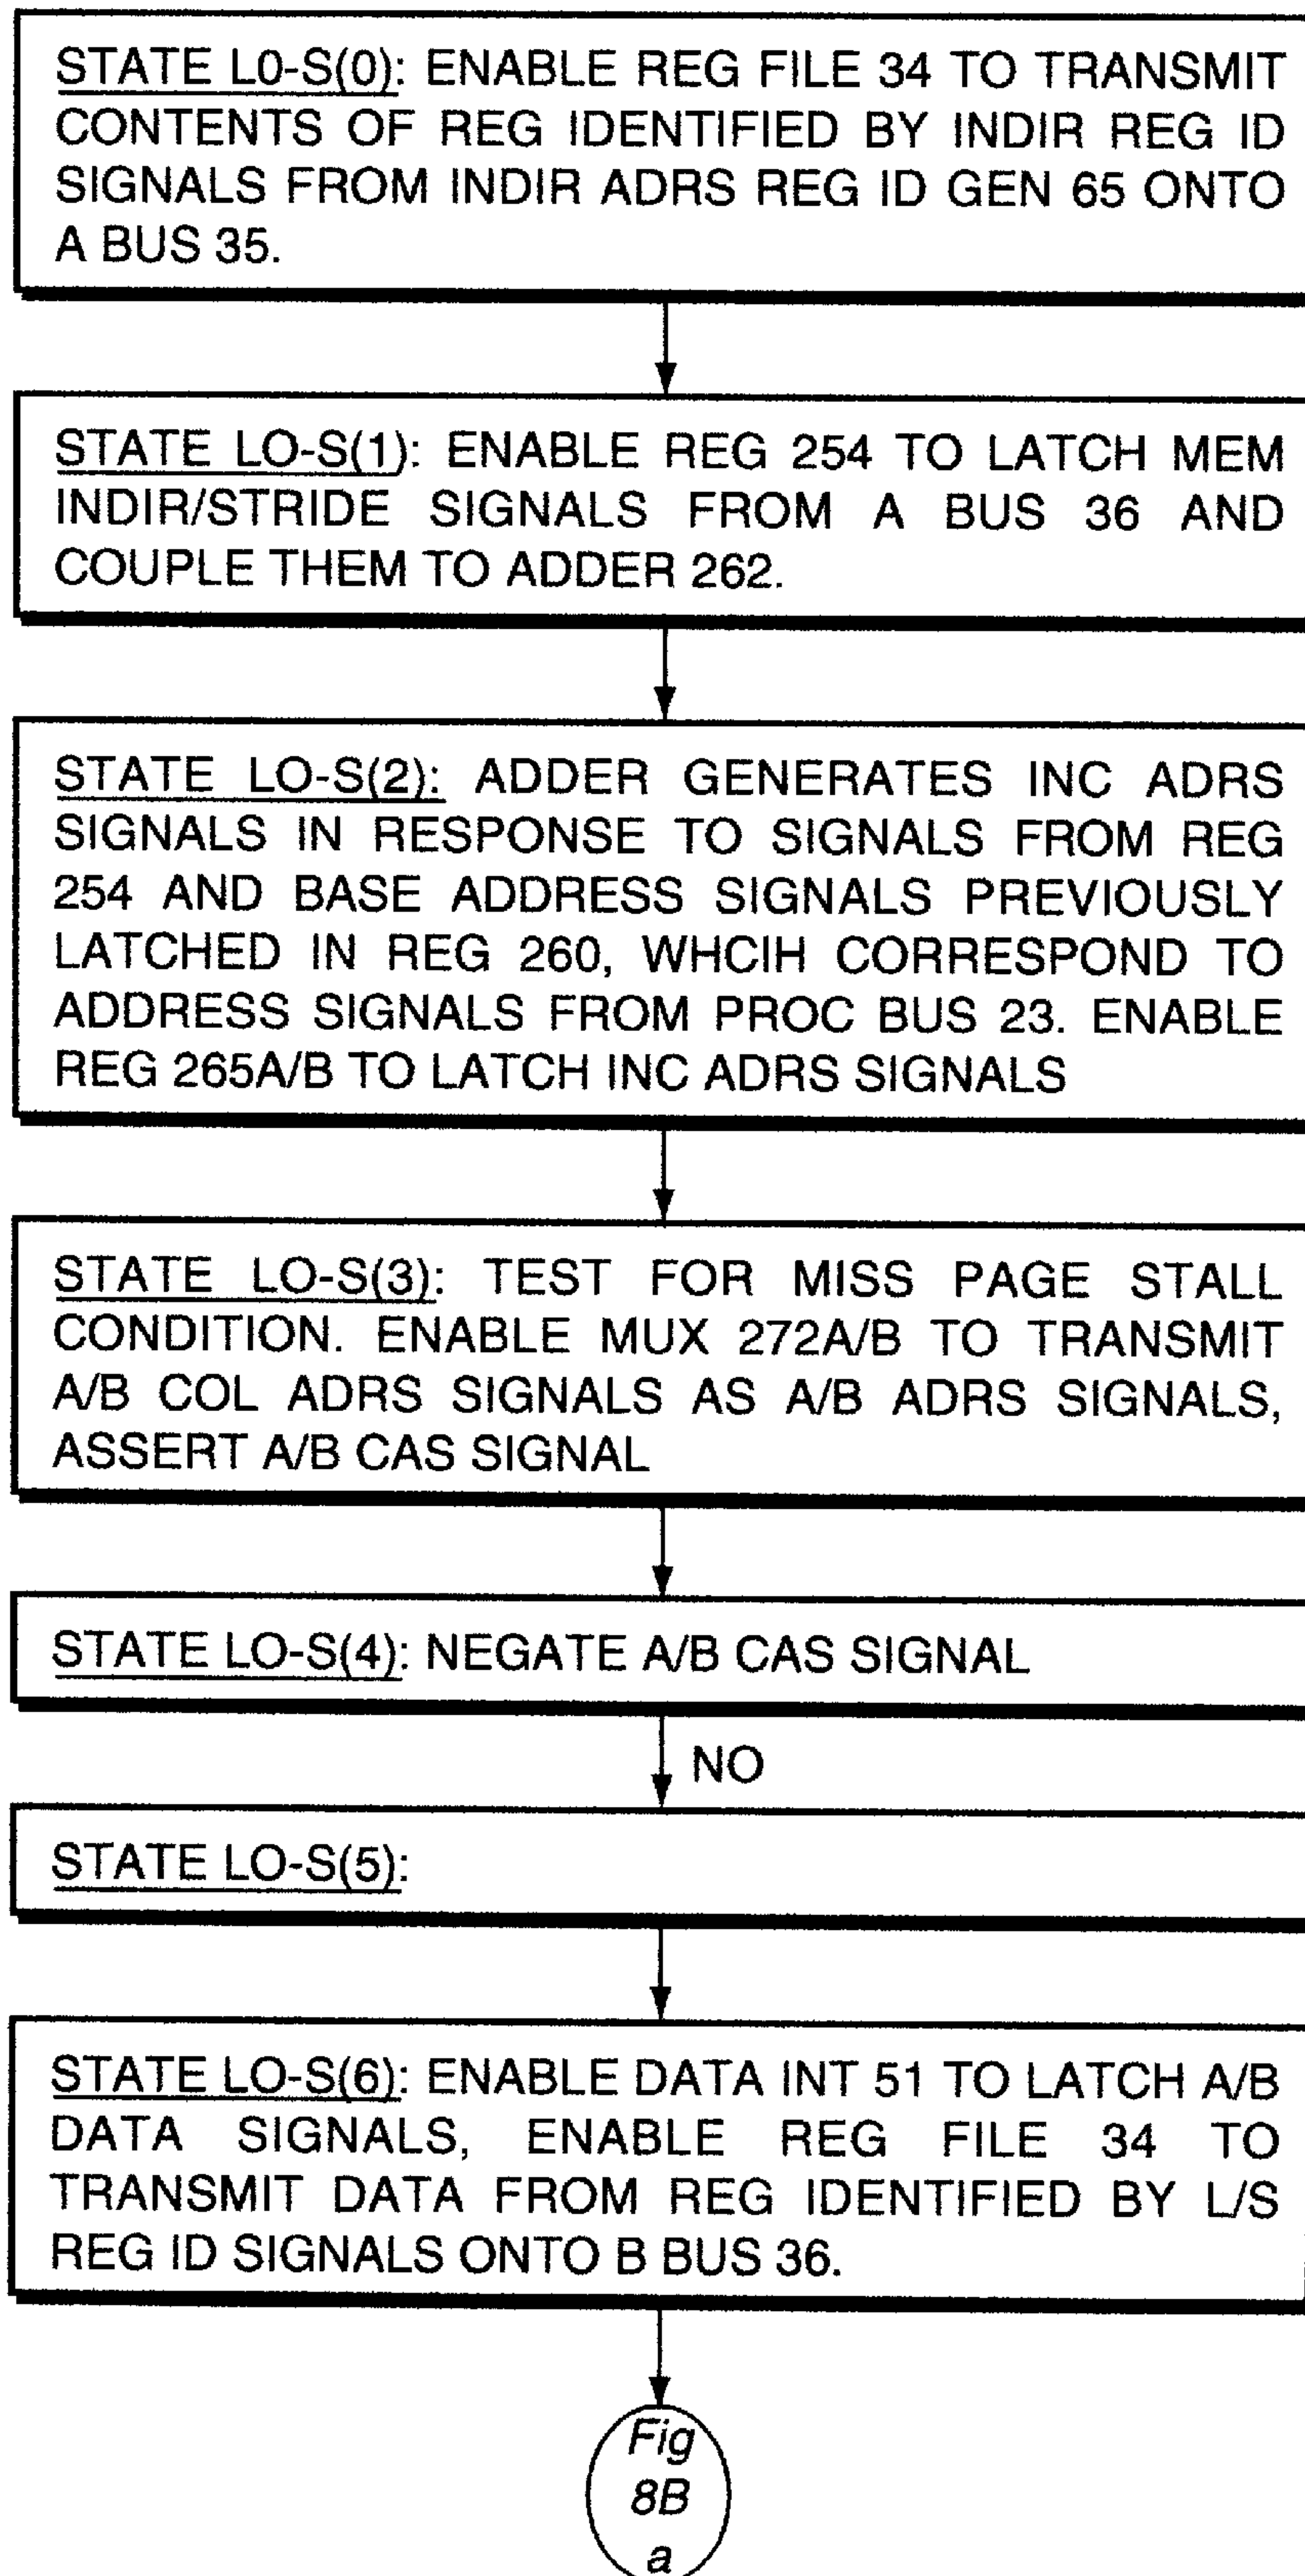 STATE L0-S(0): ENABLE REG FILE 34 TO TRANSMIT
CONTENTS OF REG IDENTIFIED BY INDIR REG ID
SIGNALS FROM INDIR ADRS REG ID GEN 65 ONTO
A BUS 35.
STATE LO-S(1): ENABLE REG 254 TO LATCH MEM
INDIR/STRIDE SIGNALS FROM A BUS 36 AND
COUPLE THEM TO ADDER 262.
STATE LO-S(2): ADDER GENERATES INC ADRS
SIGNALS IN RESPONSE TO SIGNALS FROM REG
254 AND BASE ADDRESS SIGNALS PREVIOUSLY
LATCHED IN REG 260, WHCIH CORRESPOND TO
ADDRESS SIGNALS FROM PROC BUS 23. ENABLE
REG 265A/B TO LATCH INC ADRS SIGNALS
STATE LO-S(3): TEST FOR MISS PAGE STALL
CONDITION. ENABLE MUX 272A/B TO TRANSMIT
A/B COL ADRS SIGNALS AS A/B ADRS SIGNALS,
ASSERT A/B CAS SIGNAL
STATE LO-S(4): NEGATE A/B CAS SIGNAL
NO
STATE LO-S(5):
STATE LO-S(6): ENABLE DATA INT 51 TO LATCH A/B
DATA SIGNALS, ENABLE REG FILE 34 TO
TRANSMIT DATA FROM REG IDENTIFIED BY L/S
REG ID SIGNALS ONTO B BUS 36.
Fig
8B
a